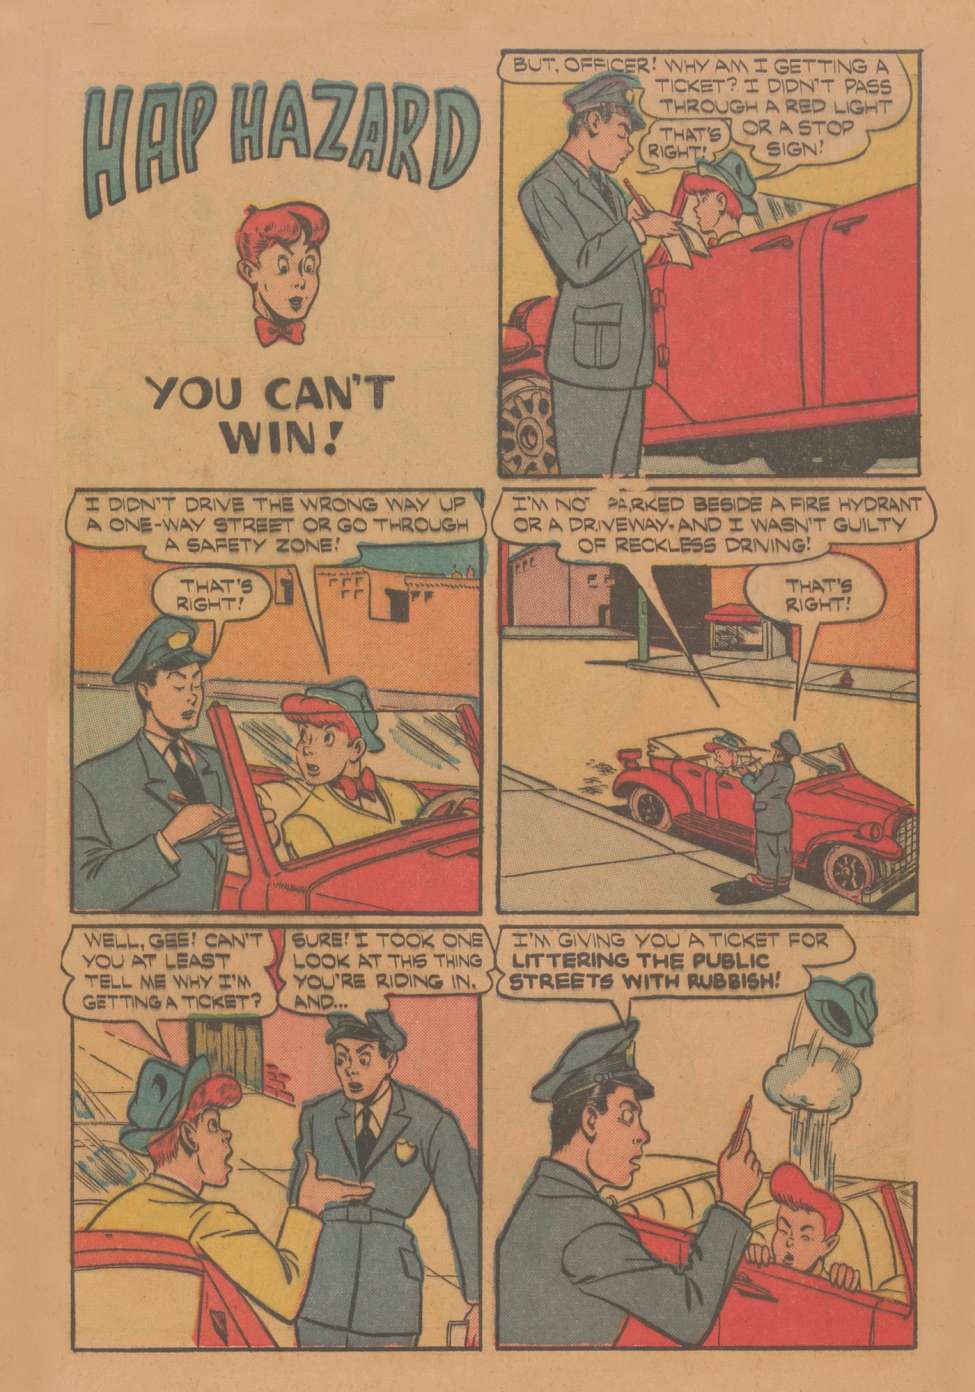 HAP HAZARD
YOU CAN'T
WIN!
BUT, OFFICER! WHY AM I GETTING A
TICKET? I DIDN'T PASS
THROUGH A RED LIGHT
OR A STOP
SIGN!
THAT'S
RIGHT!
I DIDN'T DRIVE THE WRONG WAY UP
A ONE-WAY STREET OR GO THROUGH
A SAFETY ZONE!
THAT'S
RIGHT!
I'M NO PARKED BESIDE A FIRE HYDRANT
OR A DRIVEWAY-AND I WASN'T GUILTY
OF RECKLESS DRIVING!
THAT'S
RIGHT!
WELL, GEE! CAN'T
YOU AT LEAST
TELL ME WHY I'M
GETTING A TICKET?
SURE! I TOOK ONE
LOOK AT THIS THING
YOU'RE RIDING IN,
AND...
I'M GIVING YOU A TICKET FOR
LITTERING THE PUBLIC
STREETS WITH RUBBISH!